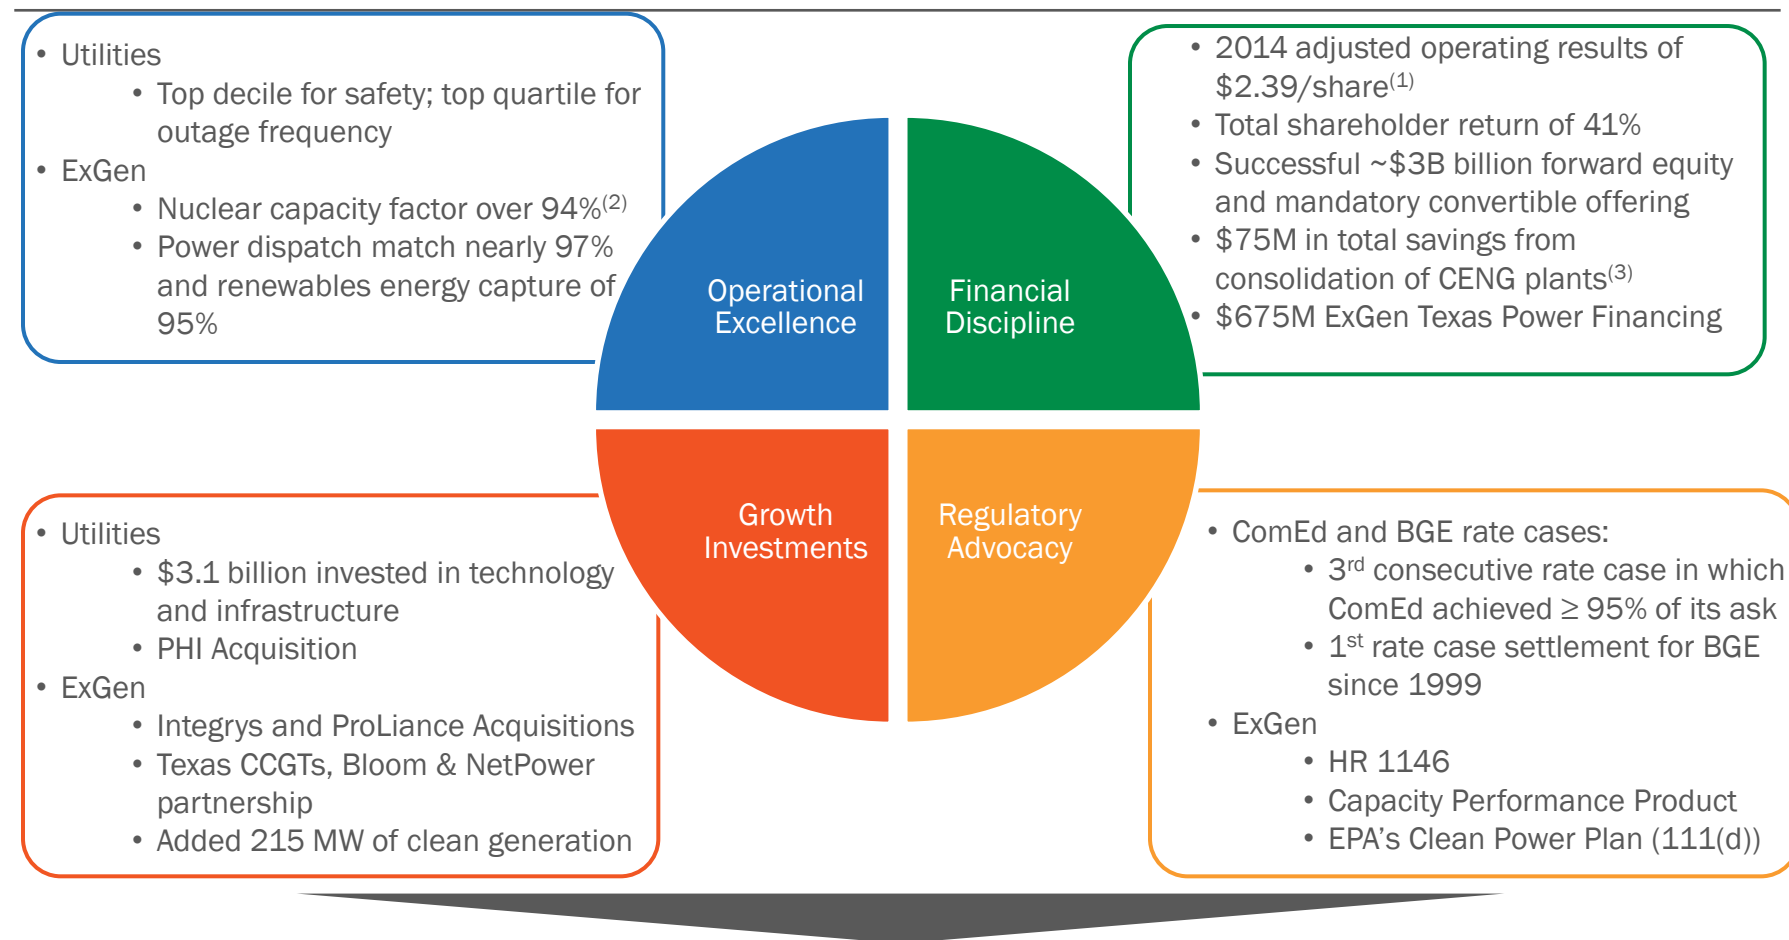 • Utilities
• Top decile for safety; top quartile for
outage frequency
• ExGen
• Nuclear capacity factor over 94%(2)
• Power dispatch match nearly 97%
and renewables energy capture of
95%
• 2014 adjusted operating results of
$2.39/share(1)
• Total shareholder return of 41%
• Successful ~$3B billion forward equity
and mandatory convertible offering
• $75M in total savings from
consolidation of CENG plants(3)
• $675M ExGen Texas Power Financing
Operational
Excellence
Financial
Discipline
Growth
Investments
Regulatory
Advocacy
• Utilities
• $3.1 billion invested in technology
and infrastructure
• PHI Acquisition
• ExGen
• Integrys and ProLiance Acquisitions
• Texas CCGTs, Bloom & NetPower
partnership
• Added 215 MW of clean generation
• ComEd and BGE rate cases:
• 3rd consecutive rate case in which
ComEd achieved ≥ 95% of its ask
• 1st rate case settlement for BGE
since 1999
• ExGen
• HR 1146
• Capacity Performance Product
• EPA’s Clean Power Plan (111(d))